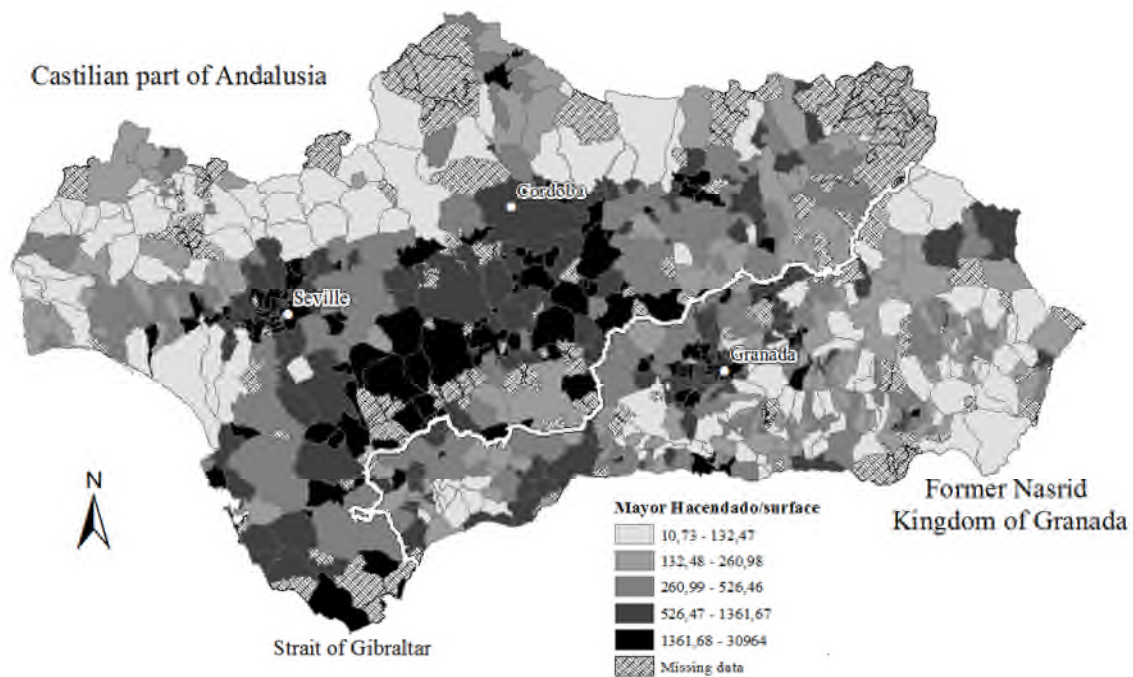 Castilian part of Andalusia
Cordoba
Seville
Granada
N
Former Nasrid
Kingdom of Granada
Mayor Hacendado/surface
10,73 - 132,47
132,48 - 260,98
260,99 - 526,46
526,47 - 1361,67
1361,68 - 30964
Missing data
Strait of Gibraltar